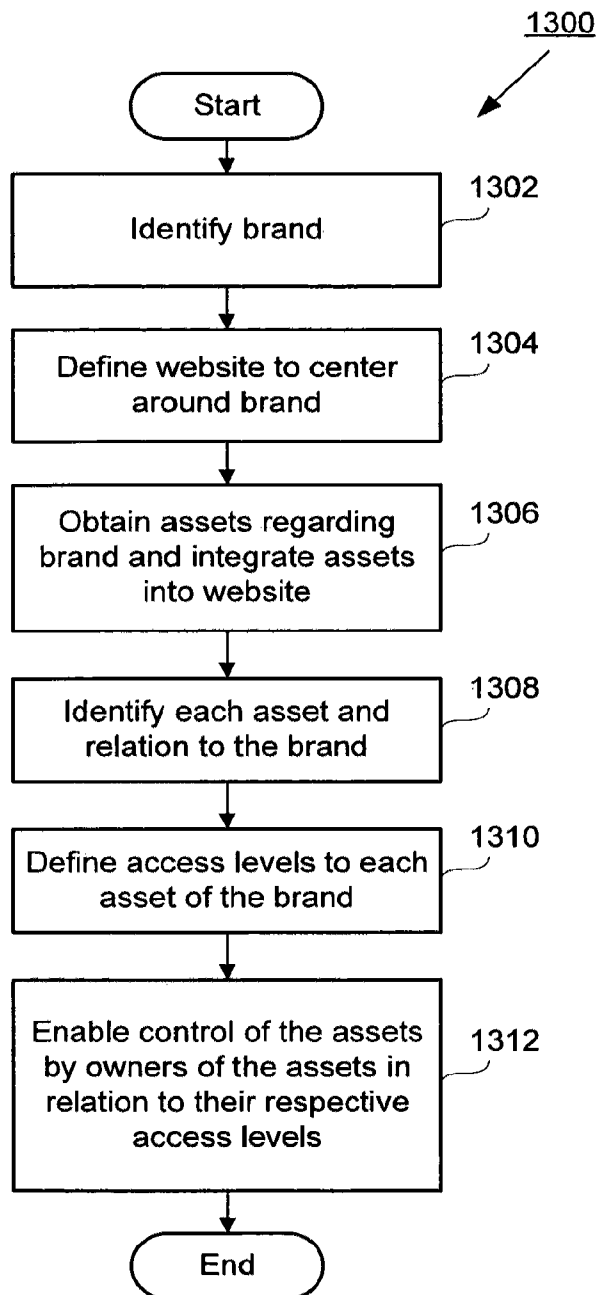 1300
Start
1302
Identify brand
1304
Define website to center
around brand
1306
Obtain assets regarding
brand and integrate assets
into website
1308
Identify each asset and
relation to the brand
1310
Define access levels to each
asset of the brand
1312
Enable control of the assets
by owners of the assets in
relation to their respective
access levels
End